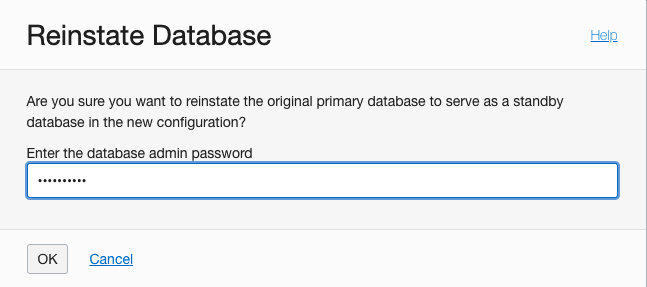 Reinstate Database
Help
Are you sure you want to reinstate the original primary database to serve as a standby
database in the new configuration?
Enter the database admin password
••••••••••
OK
Cancel